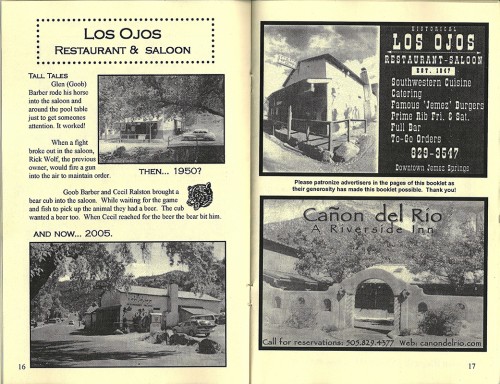 LOS OJOS
RESTAURANT & SALOON
TALL TALES
Glen (Goob)
Barber rode his horse
into the saloon and
around the pool table
just to get someones
attention. It worked!
When a fight
broke out in the saloon,
Rick Wolf, the previous
owner, would fire a gun
into the air to maintain order.
THEN... 1950?
Goob Barber and Cecil Ralston brought a
bear cub into the saloon. While waiting for the game
and fish to pick up the animal they had a beer. The cub
wanted a beer too. When Cecil reached for the beer the bear bit him.
AND NOW... 2005.
16
HISTORICAL
LOS OJOS
RESTAURANT-SALOON
EST. 1947
Southwestern Cuisine
Catering
Famous 'Jemez' Burgers
Prime Rib Fri. & Sat.
Full Bar
To-Go Orders
829-3547
Downtown Jemez Springs
Please patronize advertisers in the pages of this booklet as
their generosity has made this booklet possible. Thank you!
Cañon del Rio
A Riverside Inn
Call for reservations: 505.829.4377 Web: canondelrio.com
17